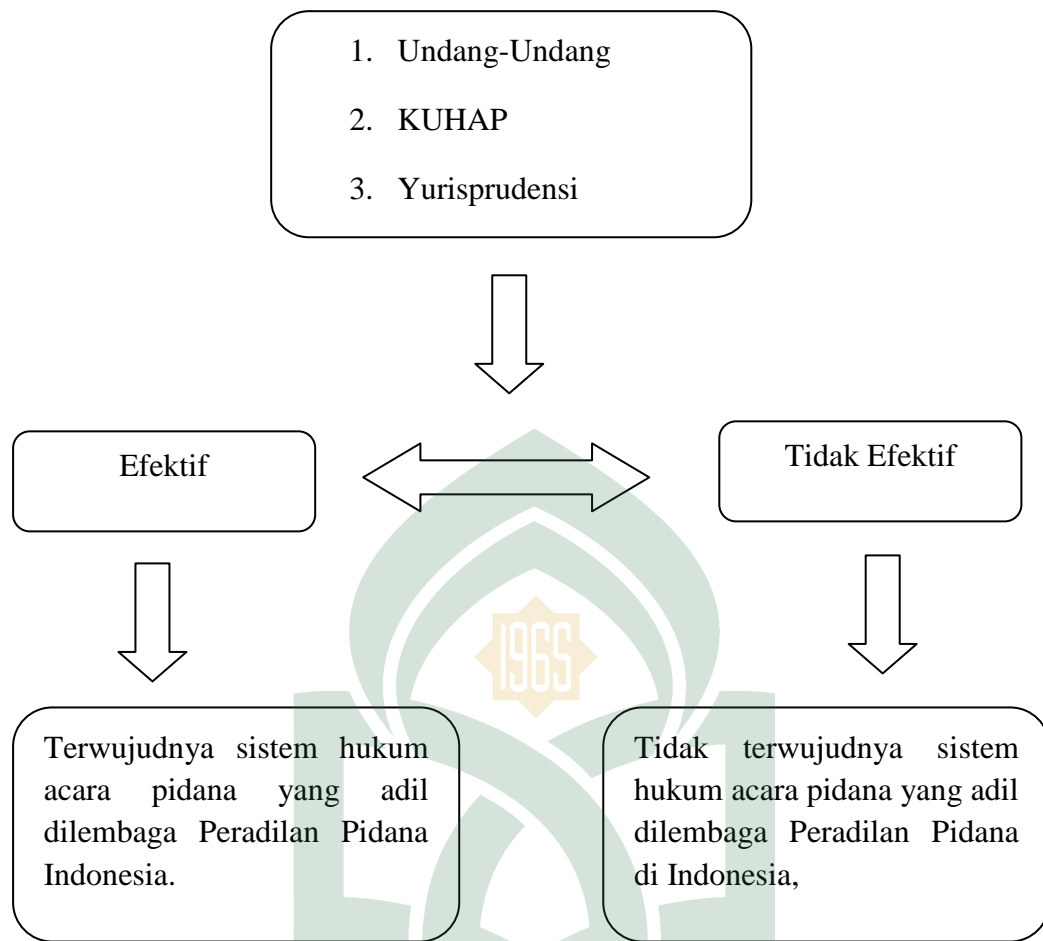 1. Undang-Undang
2. KUHAP
3. Yurisprudensi
Efektif
Tidak Efektif
1965
Terwujudnya sistem hukum
acara pidana yang adil
dilembaga Peradilan Pidana
Indonesia.
Tidak terwujudnya sistem
hukum acara pidana yang adil
dilembaga Peradilan Pidana
di Indonesia,